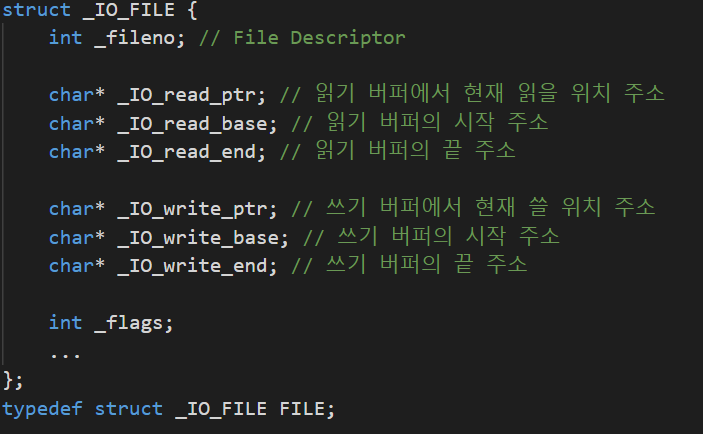 struct _IO_FILE {
int _fileno; // File Descriptor
char* _IO_read_ptr; // 읽기 버퍼에서 현재 읽을 위치 주소
char* _IO_read_base; // 읽기 버퍼의 시작 주소
char* _IO_read_end; // 읽기 버퍼의 끝 주소
char* _IO_write_ptr; // 쓰기 버퍼에서 현재 쓸 위치 주소
char* _IO_write_base; // 쓰기 버퍼의 시작 주소
char* _IO_write_end; // 쓰기 버퍼의 끝 주소
int _flags;
...
};
typedef struct _IO_FILE FILE;